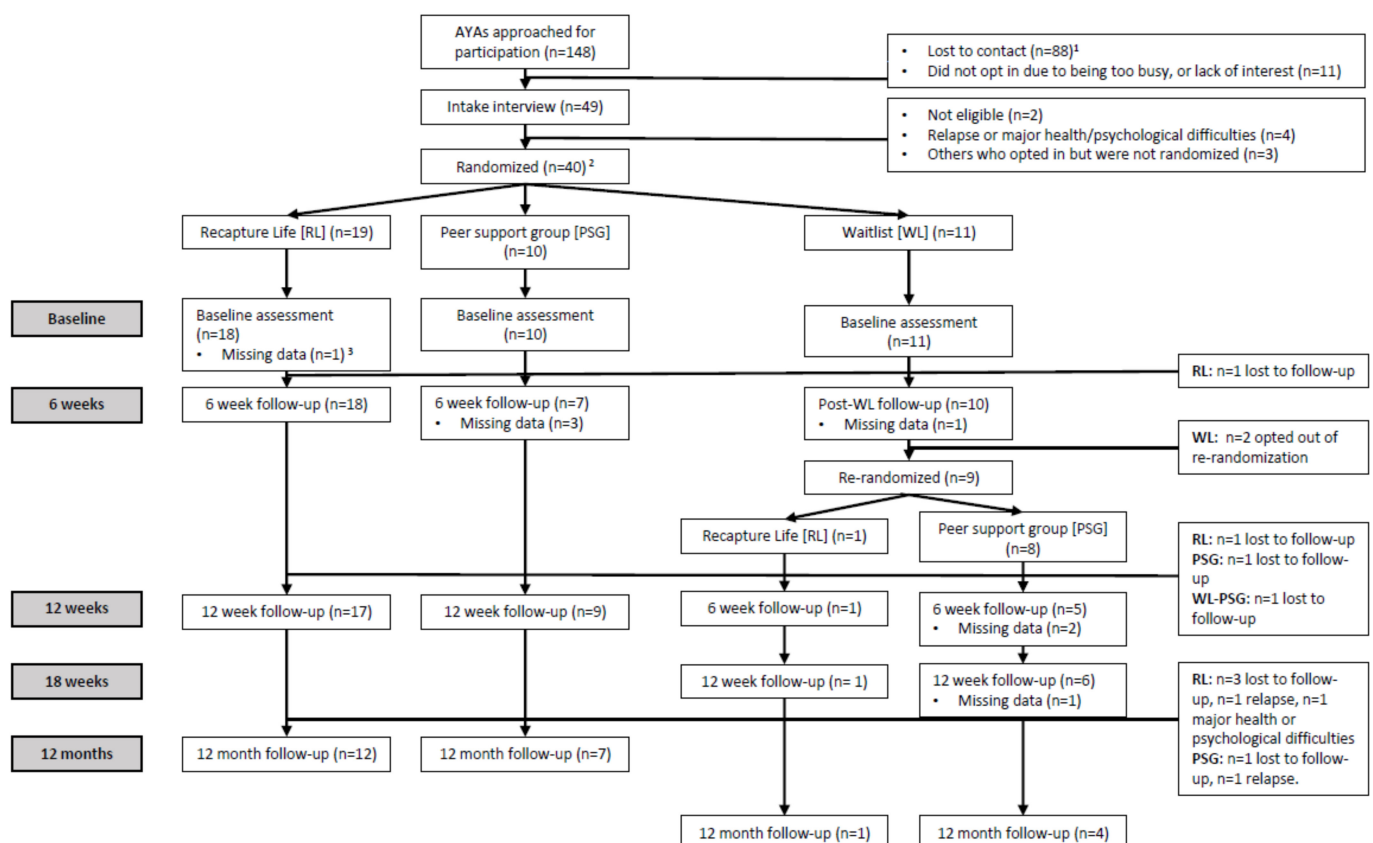 AYAs approached for
participation (n=148)
• Lost to contact (n=88)¹
• Did not opt in due to being too busy, or lack of interest (n=11)
Intake interview (n=49)
• Not eligible (n=2)
• Relapse or major health/psychological difficulties (n=4)
• Others who opted in but were not randomized (n=3)
Randomized (n=40)²
Recapture Life [RL] (n=19)
Peer support group [PSG]
(n=10)
Waitlist [WL] (n=11)
Baseline
Baseline assessment
(n=18)
• Missing data (n=1)³
Baseline assessment
(n=10)
Baseline assessment
(n=11)
RL: n=1 lost to follow-up
6 weeks
6 week follow-up (n=18)
6 week follow-up (n=7)
• Missing data (n=3)
Post-WL follow-up (n=10)
• Missing data (n=1)
WL: n=2 opted out of
re-randomization
Re-randomized (n=9)
Recapture Life [RL] (n=1)
Peer support group [PSG]
(n=8)
RL: n=1 lost to follow-up
PSG: n=1 lost to follow-
up
WL-PSG: n=1 lost to
follow-up
12 weeks
12 week follow-up (n=17)
12 week follow-up (n=9)
6 week follow-up (n=1)
6 week follow-up (n=5)
• Missing data (n=2)
18 weeks
12 week follow-up (n= 1)
12 week follow-up (n=6)
• Missing data (n=1)
RL: n=3 lost to follow-
up, n=1 relapse, n=1
major health or
psychological difficulties
PSG: n=1 lost to follow-
up, n=1 relapse.
12 months
12 month follow-up (n=12)
12 month follow-up (n=7)
12 month follow-up (n=1)
12 month follow-up (n=4)